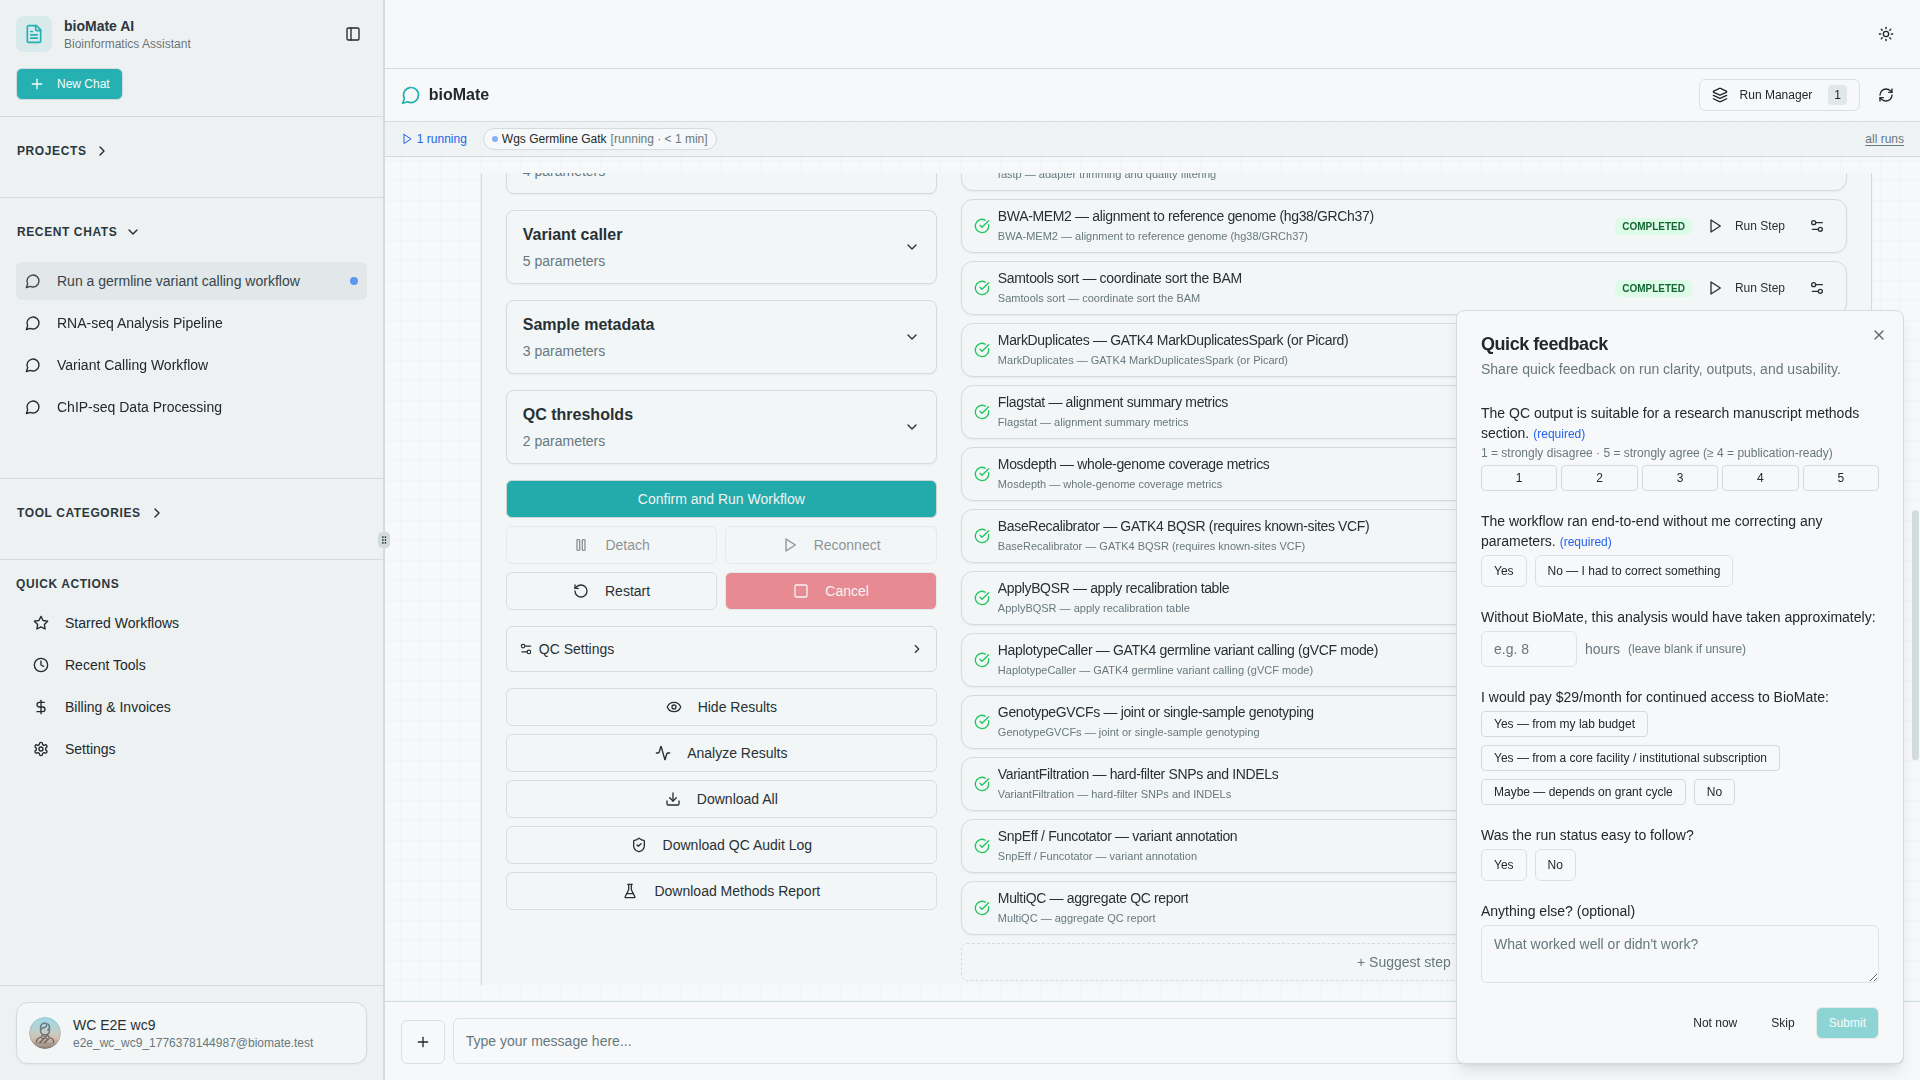 bioMate AI
Bioinformatics Assistant
New Chat
PROJECTS
RECENT CHATS
Run a germline variant calling workflow
RNA-seq Analysis Pipeline
Variant Calling Workflow
ChIP-seq Data Processing
TOOL CATEGORIES
QUICK ACTIONS
Starred Workflows
Recent Tools
Billing & Invoices
Settings
WC E2E wc9
e2e_wc_wc9_1776378144987@biomate.test
bioMate
Run Manager 1
1 running
Wgs Germline Gatk [running · < 1 min]
all runs
4 parameters
Variant caller
5 parameters
Sample metadata
3 parameters
QC thresholds
2 parameters
Confirm and Run Workflow
Detach
Reconnect
Restart
Cancel
QC Settings
Hide Results
Analyze Results
Download All
Download QC Audit Log
Download Methods Report
fastp — adapter trimming and quality filtering
BWA-MEM2 — alignment to reference genome (hg38/GRCh37)
BWA-MEM2 — alignment to reference genome (hg38/GRCh37)
COMPLETED
Run Step
Samtools sort — coordinate sort the BAM
Samtools sort — coordinate sort the BAM
COMPLETED
Run Step
MarkDuplicates — GATK4 MarkDuplicatesSpark (or Picard)
MarkDuplicates — GATK4 MarkDuplicatesSpark (or Picard)
Flagstat — alignment summary metrics
Flagstat — alignment summary metrics
Mosdepth — whole-genome coverage metrics
Mosdepth — whole-genome coverage metrics
BaseRecalibrator — GATK4 BQSR (requires known-sites VCF)
BaseRecalibrator — GATK4 BQSR (requires known-sites VCF)
ApplyBQSR — apply recalibration table
ApplyBQSR — apply recalibration table
HaplotypeCaller — GATK4 germline variant calling (gVCF mode)
HaplotypeCaller — GATK4 germline variant calling (gVCF mode)
GenotypeGVCFs — joint or single-sample genotyping
GenotypeGVCFs — joint or single-sample genotyping
VariantFiltration — hard-filter SNPs and INDELs
VariantFiltration — hard-filter SNPs and INDELs
SnpEff / Funcotator — variant annotation
SnpEff / Funcotator — variant annotation
MultiQC — aggregate QC report
MultiQC — aggregate QC report
+ Suggest step
Type your message here...
Quick feedback
Share quick feedback on run clarity, outputs, and usability.
The QC output is suitable for a research manuscript methods
section. (required)
1 = strongly disagree · 5 = strongly agree (≥ 4 = publication-ready)
1 2 3 4 5
The workflow ran end-to-end without me correcting any
parameters. (required)
Yes
No — I had to correct something
Without BioMate, this analysis would have taken approximately:
e.g. 8 hours (leave blank if unsure)
I would pay $29/month for continued access to BioMate:
Yes — from my lab budget
Yes — from a core facility / institutional subscription
Maybe — depends on grant cycle
No
Was the run status easy to follow?
Yes
No
Anything else? (optional)
What worked well or didn't work?
Not now
Skip
Submit